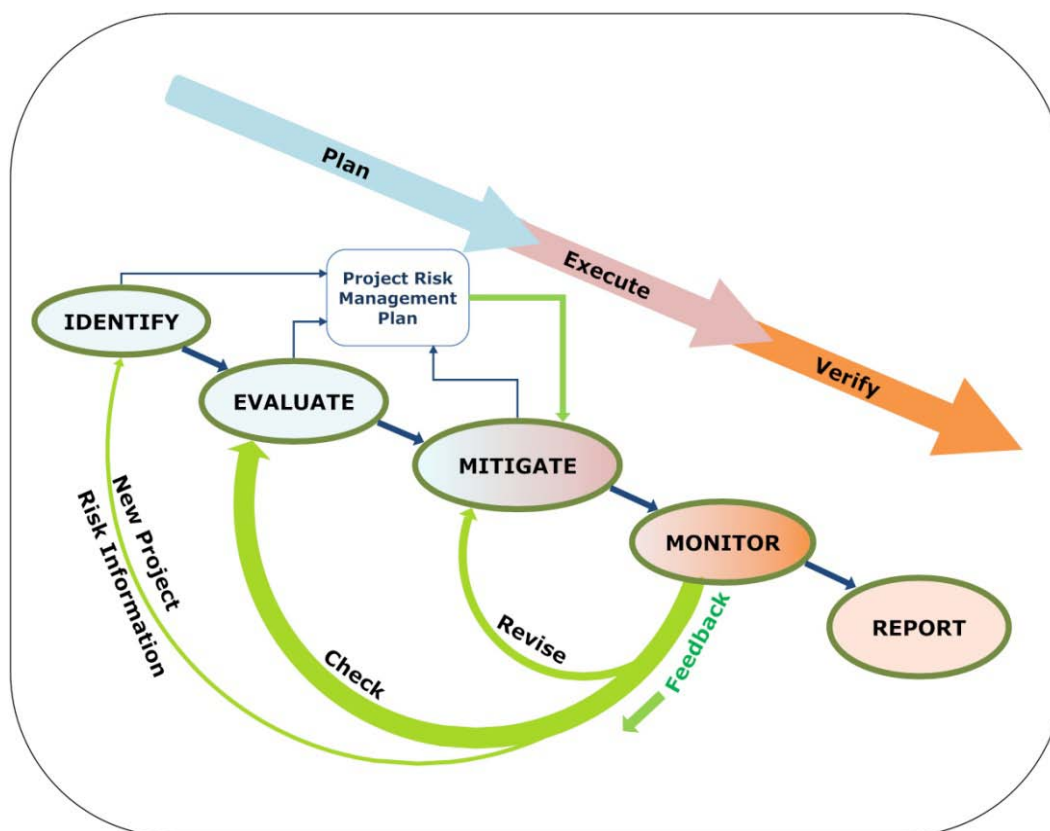 Plan
Execute
Verify
Project Risk
Management
Plan
IDENTIFY
EVALUATE
MITIGATE
MONITOR
REPORT
New Project
Risk Information
Check
Revise
Feedback